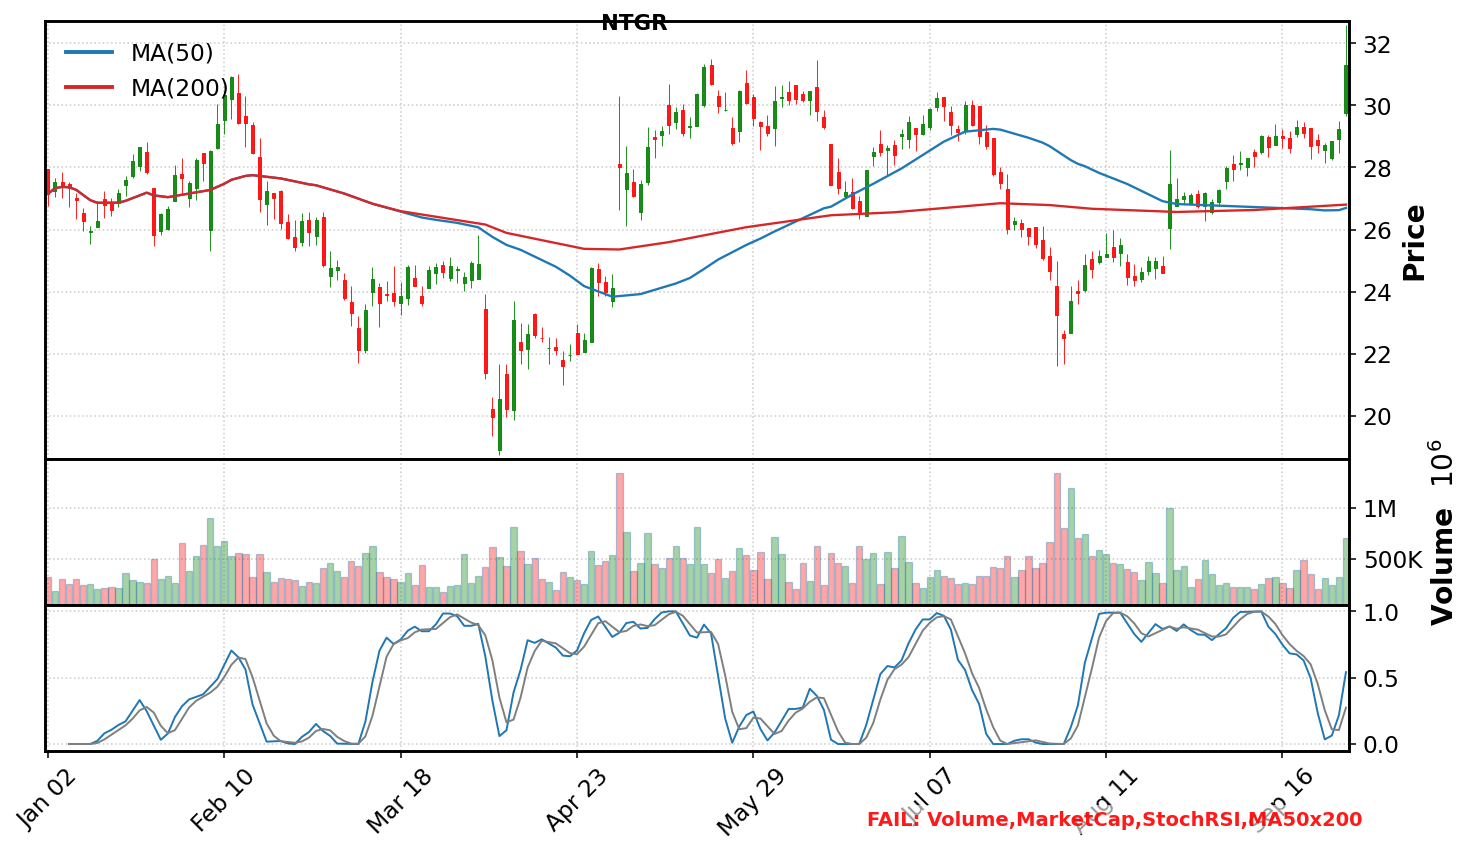 NTGR
MA(50)
MA(200)
32
30
28
26
24
22
20
Price
1M
500K
Volume 10^6
1.0
0.5
0.0
Jan 02
Feb 10
Mar 18
Apr 23
May 29
Jul 07
Aug 11
Sep 16
FAIL: Volume,MarketCap,StochRSI,MA50x200